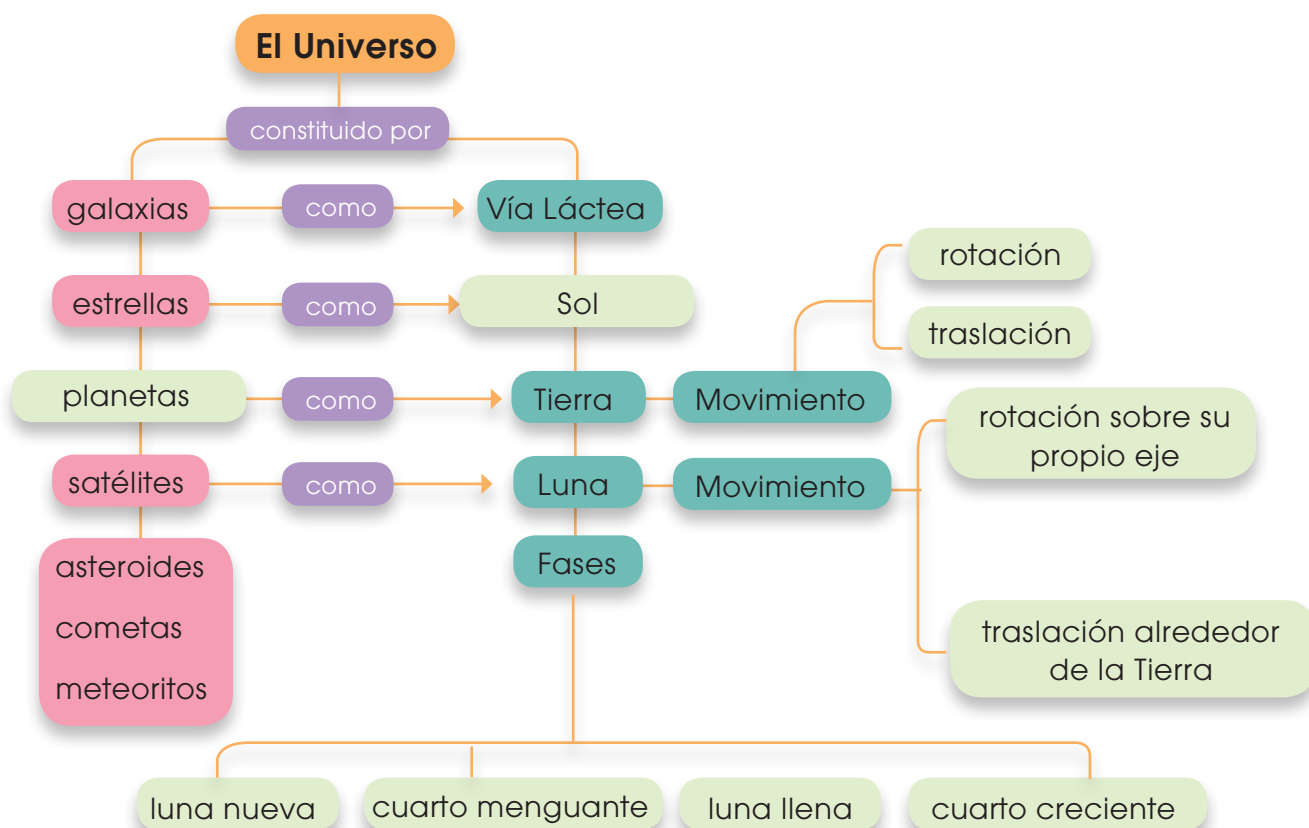 El Universo
constituido por
galaxias
como
Vía Láctea
estrellas
como
Sol
planetas
como
Tierra
Movimiento
rotación
traslación
satélites
como
Luna
Movimiento
rotación sobre su
propio eje
traslación alrededor
de la Tierra
asteroides
cometas
meteoritos
Fases
luna nueva
cuarto menguante
luna llena
cuarto creciente